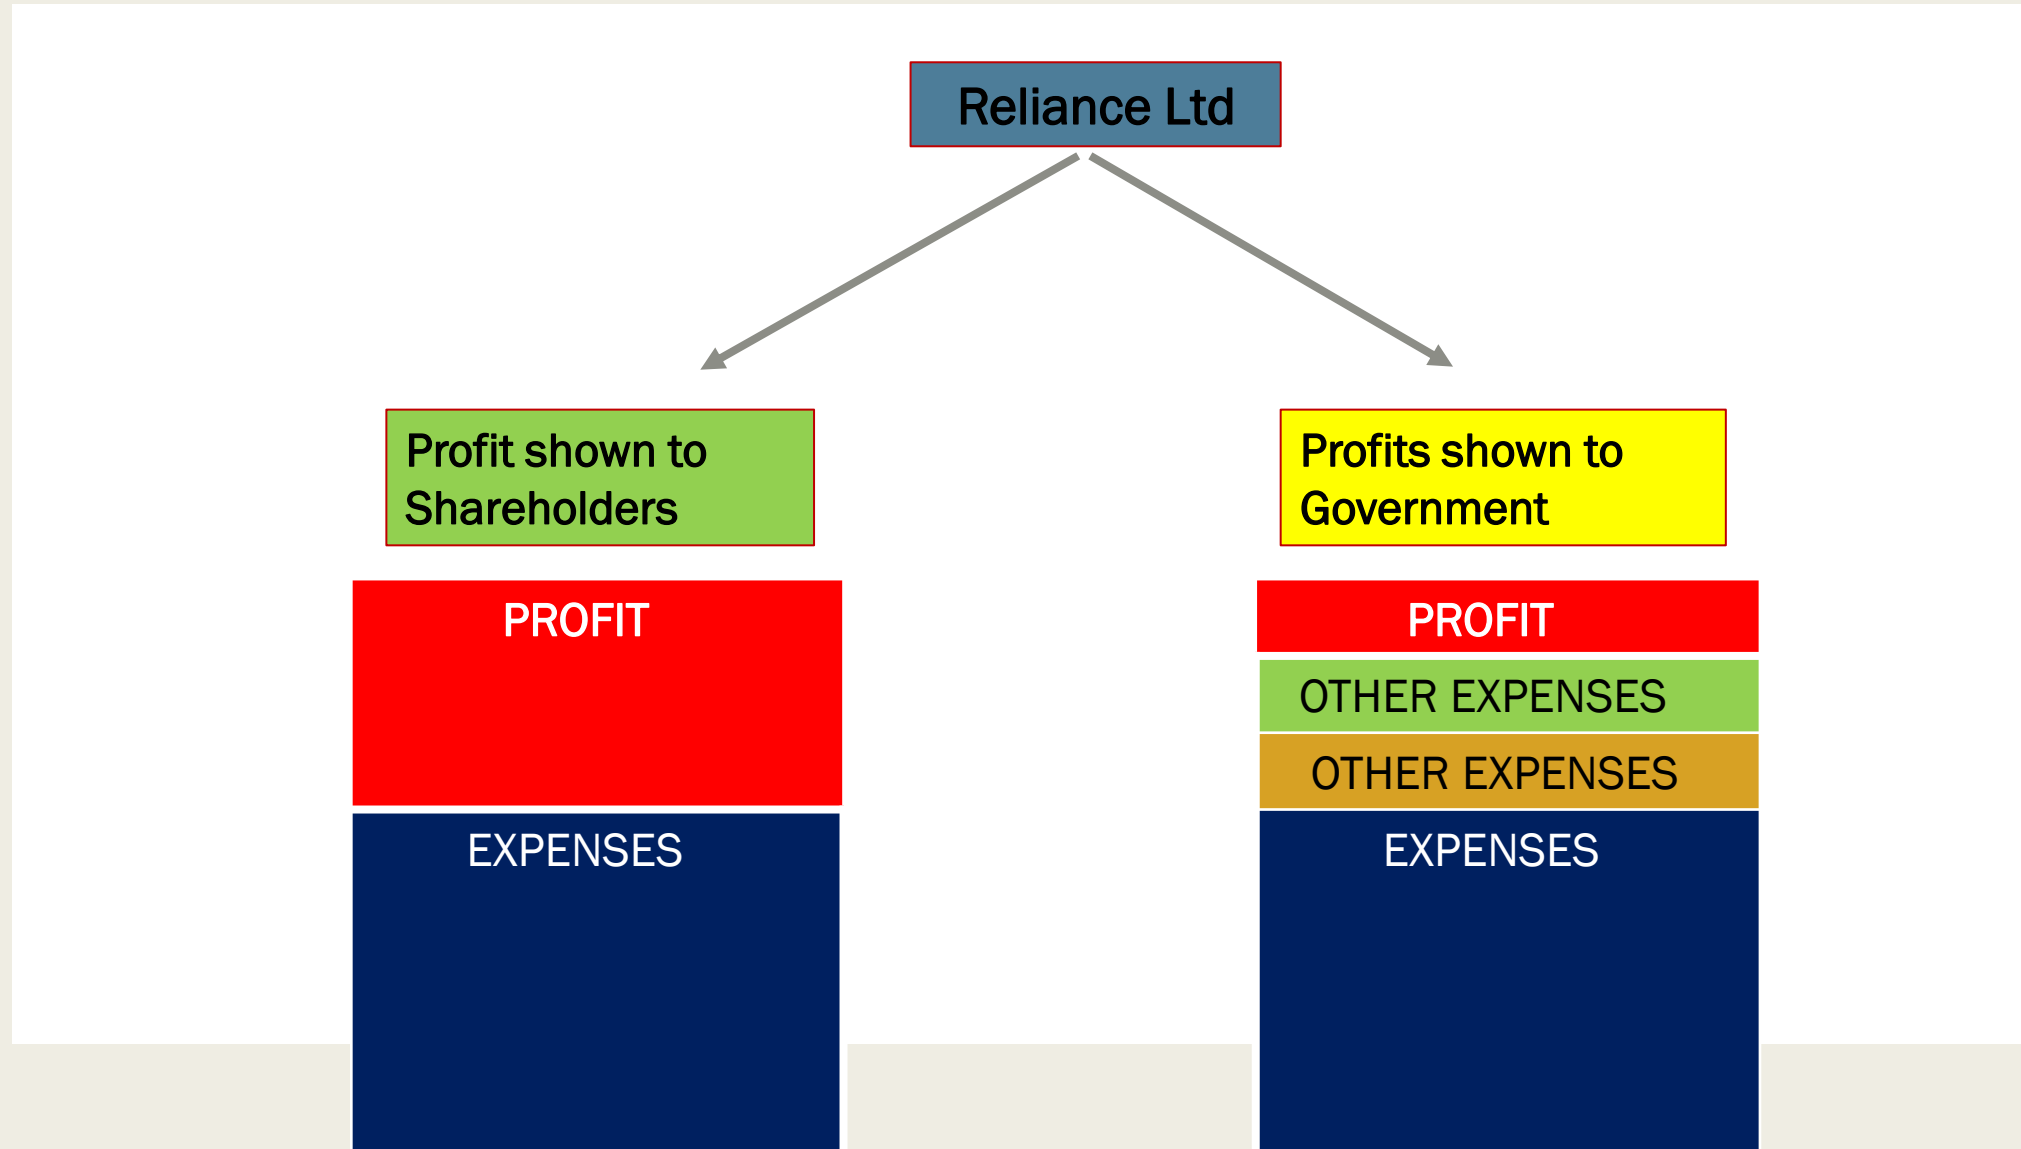 Reliance Ltd
Profit shown to
Shareholders
PROFIT
EXPENSES
Profits shown to
Government
PROFIT
OTHER EXPENSES
OTHER EXPENSES
EXPENSES